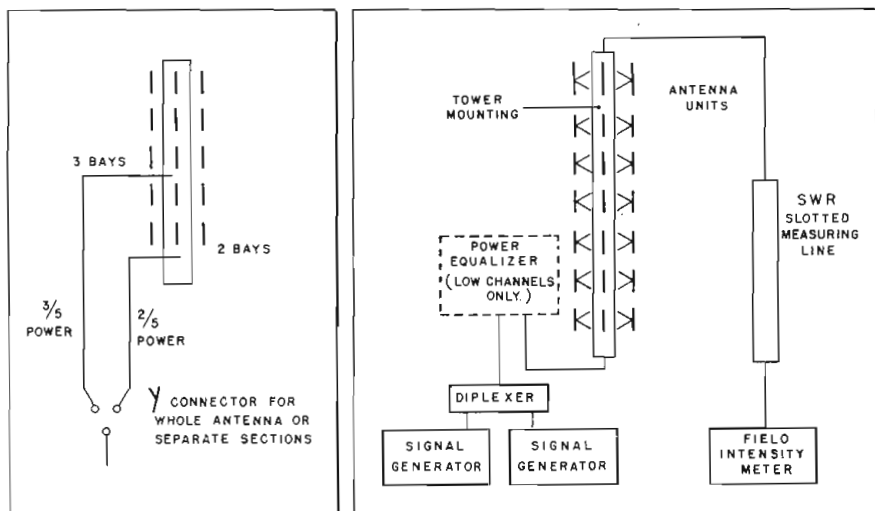 3 BAYS
2 BAYS
3/5
POWER
2/5
POWER
Y CONNECTOR FOR
WHOLE ANTENNA OR
SEPARATE SECTIONS
TOWER
MOUNTING
ANTENNA
UNITS
SWR
SLOTTED
MEASURING
LINE
POWER
EQUALIZER
(LOW CHANNELS
ONLY.)
DIPLEXER
SIGNAL
GENERATOR
SIGNAL
GENERATOR
FIELD
INTENSITY
METER